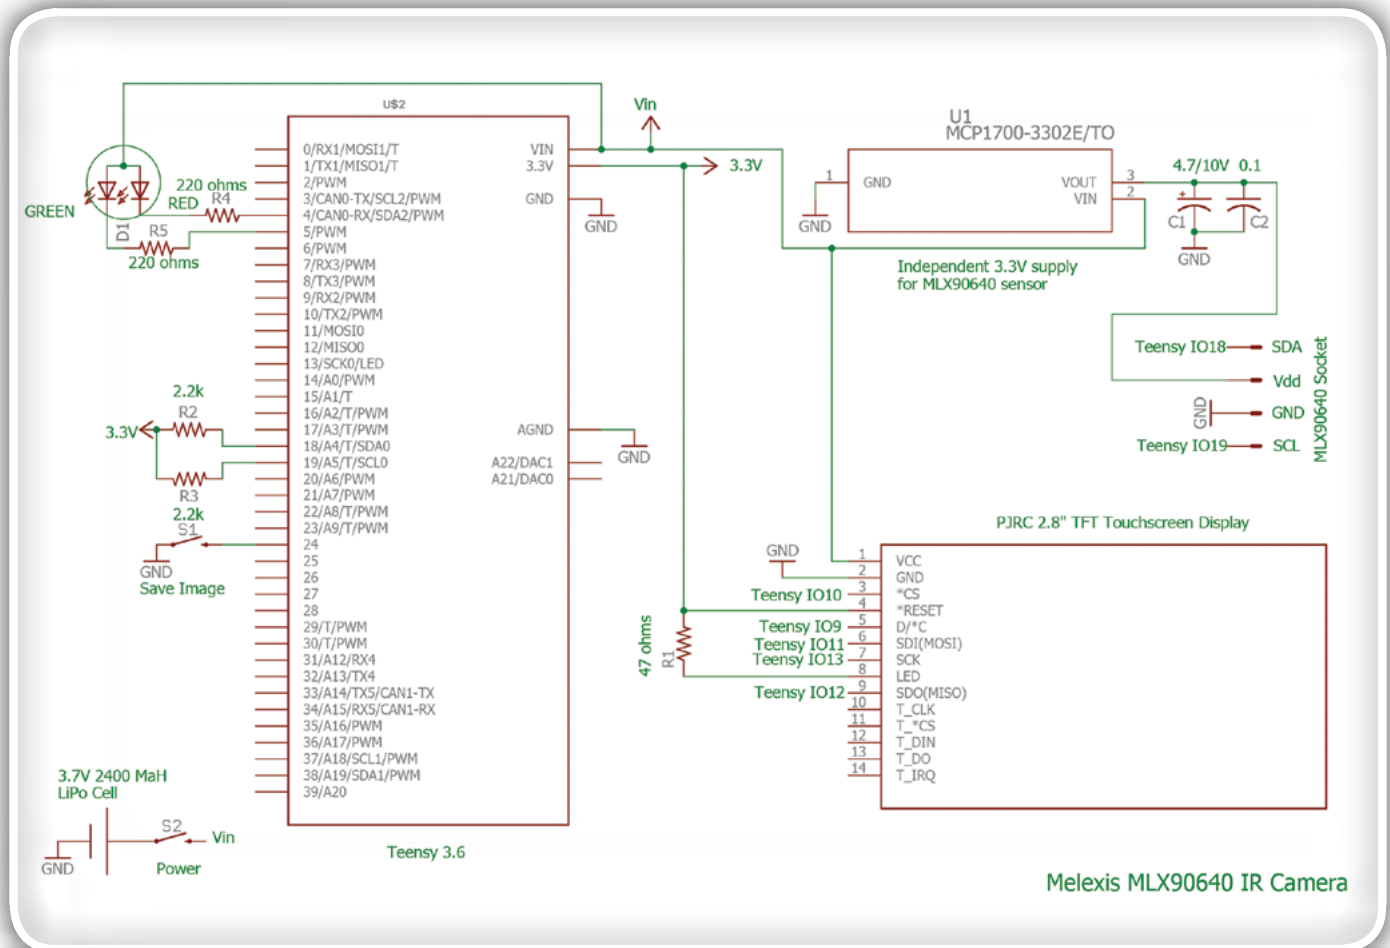 U$2
Vin
U1
MCP1700-3302E/TO
0/RX1/MOSI1/T
1/TX1/MISO1/T
2/PWM
3/CAN0-TX/SCL2/PWM
4/CAN0-RX/SDA2/PWM
5/PWM
6/PWM
7/RX3/PWM
8/TX3/PWM
9/RX2/PWM
10/TX2/PWM
11/MOSI0
12/MISO0
13/SCK0/LED
14/A0/PWM
15/A1/T
16/A2/T/PWM
17/A3/T/PWM
18/A4/T/SDA0
19/A5/T/SCL0
20/A6/PWM
21/A7/PWM
22/A8/T/PWM
23/A9/T/PWM
24
25
26
27
28
29/T/PWM
30/T/PWM
31/A12/RX4
32/A13/TX4
33/A14/TX5/CAN1-TX
34/A15/RX5/CAN1-RX
35/A16/PWM
36/A17/PWM
37/A18/SCL1/PWM
38/A19/SDA1/PWM
39/A20
VIN
3.3V
GND
AGND
A22/DAC1
A21/DAC0
Teensy 3.6
GREEN
RED
220 ohms
R4
D1
R5
220 ohms
2.2k
R2
3.3V
R3
2.2k
S1
GND
Save Image
3.7V 2400 MaH
LiPo Cell
S2
Vin
GND
Power
3.3V
GND
GND
1
GND
VOUT
3
VIN
2
GND
4.7/10V 0.1
+
C1
C2
GND
Independent 3.3V supply
for MLX90640 sensor
Teensy IO18
SDA
Vdd
GND
GND
Teensy IO19
SCL
MLX90640 Socket
PJRC 2.8" TFT Touchscreen Display
GND
47 ohms
R1
1 VCC
2 GND
Teensy IO10 3 *CS
4 *RESET
Teensy IO9 5 D/*C
Teensy IO11 6 SDI(MOSI)
Teensy IO13 7 SCK
8 LED
Teensy IO12 9 SDO(MISO)
10 T_CLK
11 T_*CS
12 T_DIN
13 T_DO
14 T_IRQ
Melexis MLX90640 IR Camera